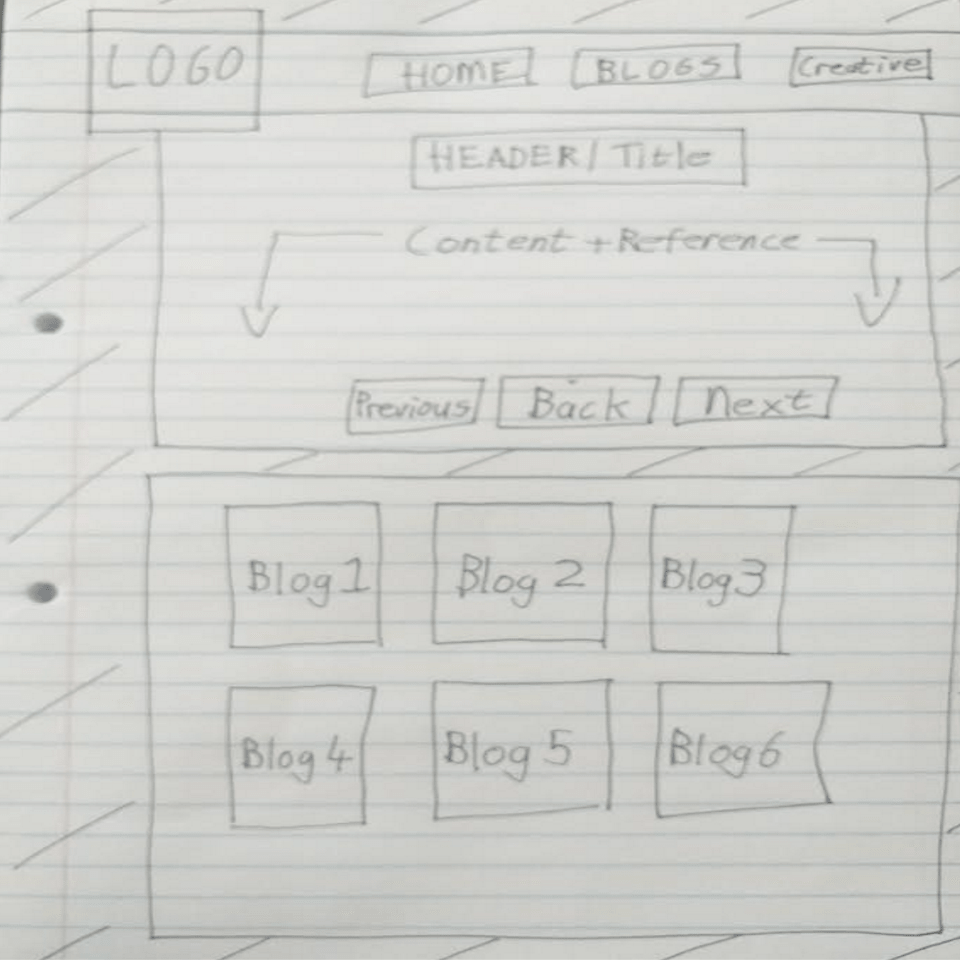 LOGO HOME BLOGS Creative
HEADER/Title
Content + Reference
Previous Back Next
Blog 1 Blog 2 Blog 3
Blog 4 Blog 5 Blog 6